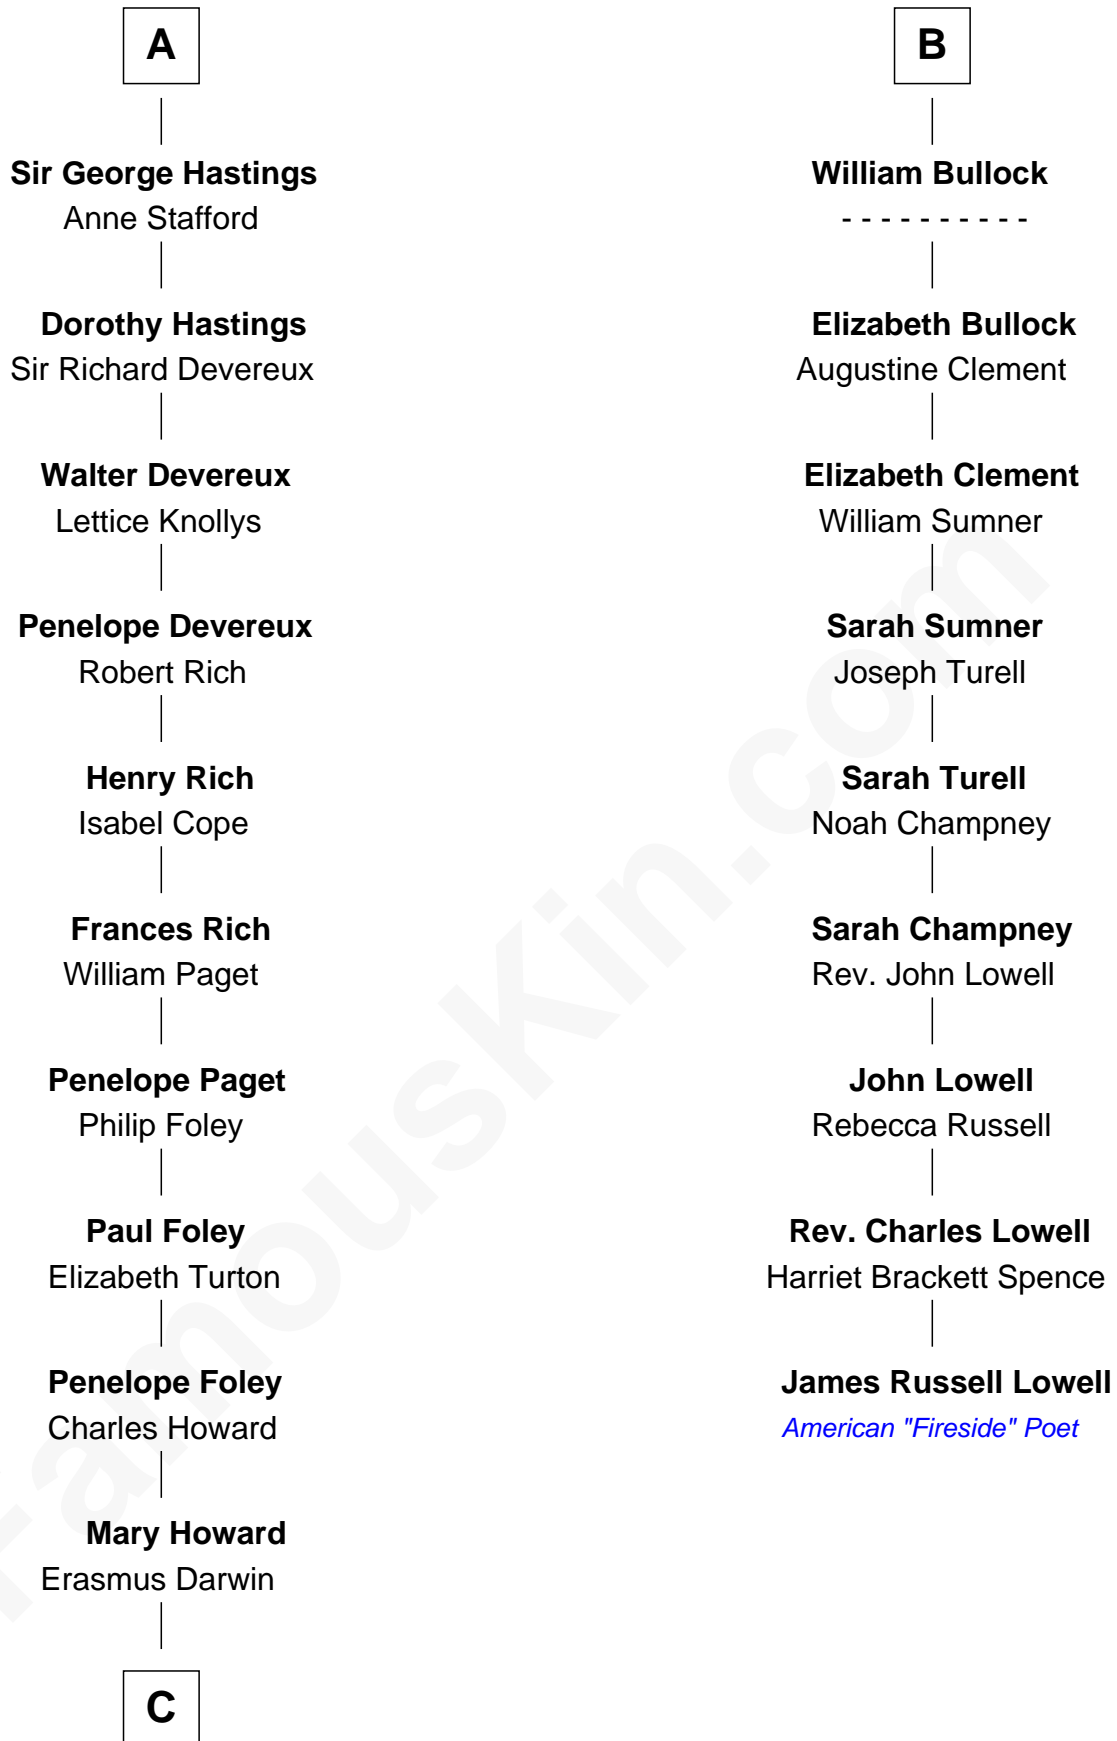 A
Sir George Hastings
Anne Stafford
Dorothy Hastings
Sir Richard Devereux
Walter Devereux
Lettice Knollys
Penelope Devereux
Robert Rich
Henry Rich
Isabel Cope
Frances Rich
William Paget
Penelope Paget
Philip Foley
Paul Foley
Elizabeth Turton
Penelope Foley
Charles Howard
Mary Howard
Erasmus Darwin
C
B
William Bullock
- - - - - - - - - -
Elizabeth Bullock
Augustine Clement
Elizabeth Clement
William Sumner
Sarah Sumner
Joseph Turell
Sarah Turell
Noah Champney
Sarah Champney
Rev. John Lowell
John Lowell
Rebecca Russell
Rev. Charles Lowell
Harriet Brackett Spence
James Russell Lowell
American "Fireside" Poet
FamousKin.com